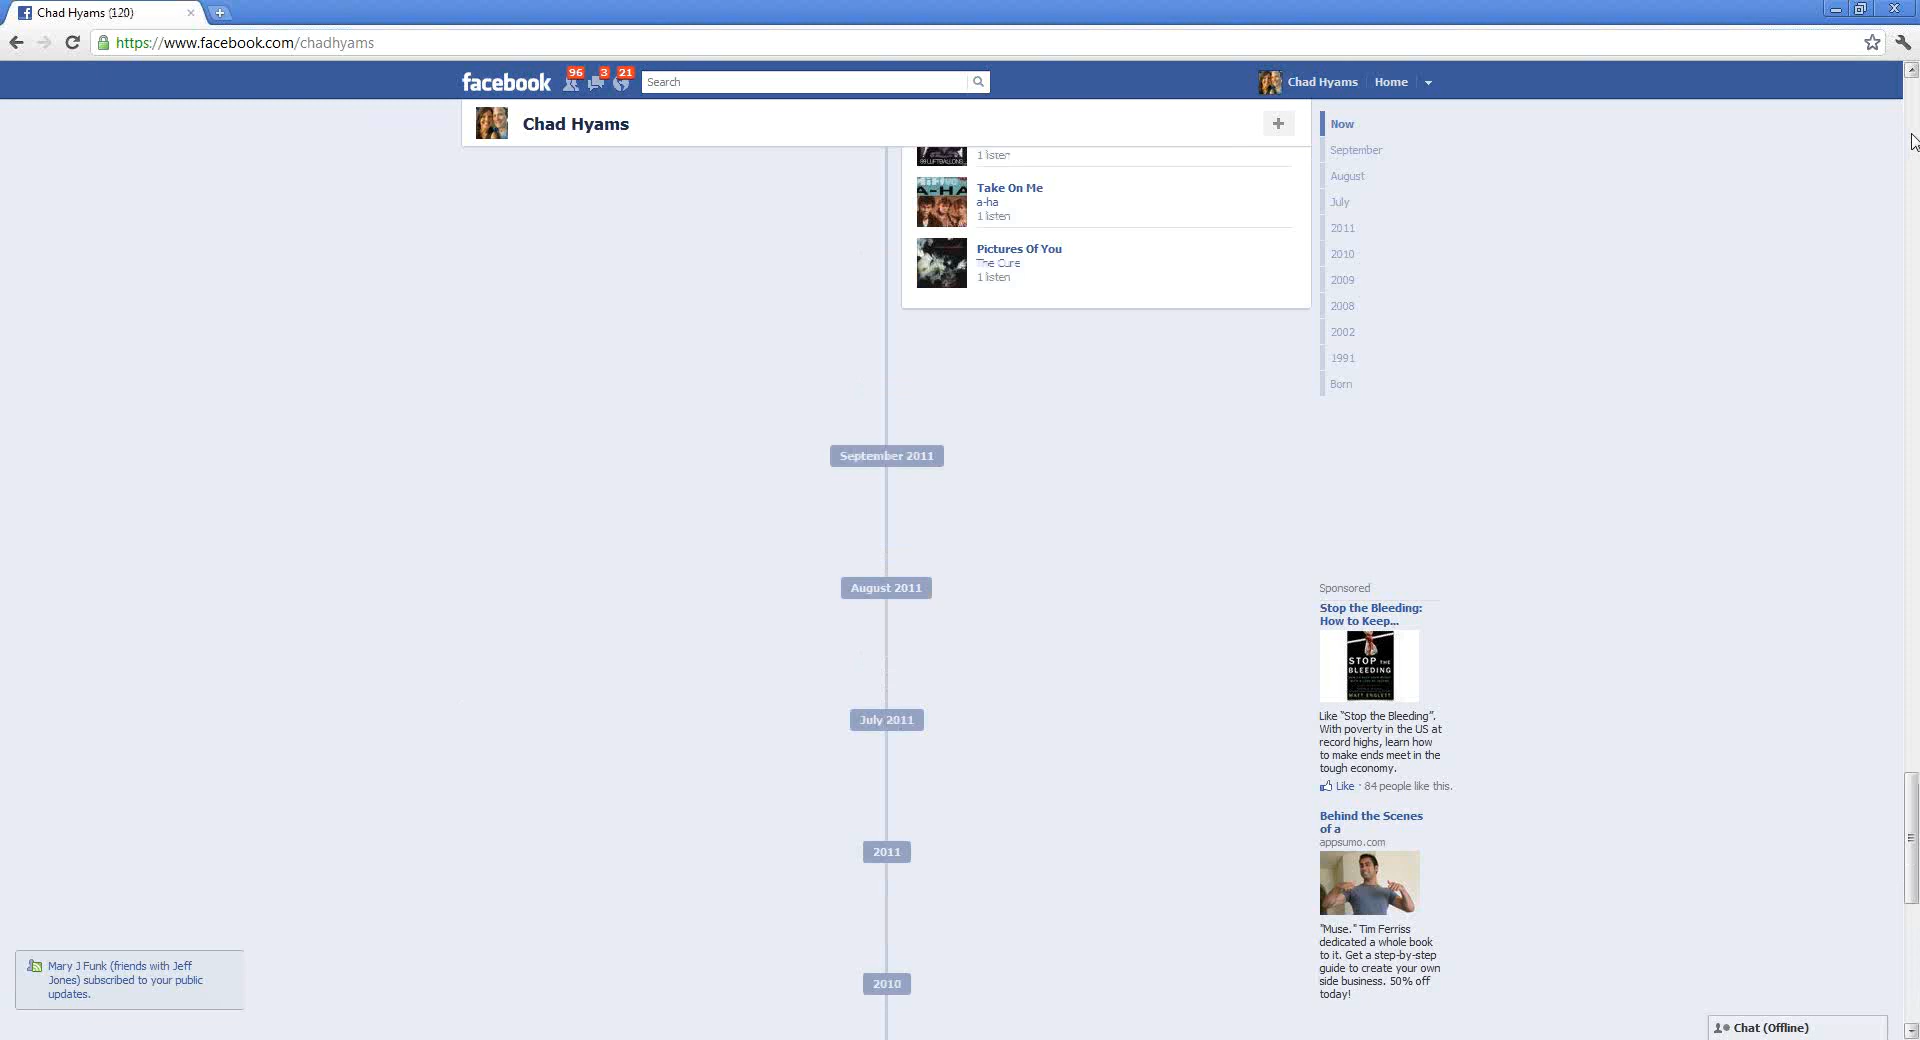 Chad Hyams (120)
https://www.facebook.com/chadhyams
facebook
96
3
21
Search
Chad Hyams
Home
Chad Hyams
Now
September
August
July
2011
2010
2009
2008
2002
1991
Born
99 LUFTBALLONS
1 listen
A-HA
Take On Me
a-ha
1 listen
Pictures Of You
The Cure
1 listen
September 2011
August 2011
July 2011
2011
2010
Sponsored
Stop the Bleeding:
How to Keep...
STOP THE
BLEEDING
Like "Stop the Bleeding".
With poverty in the US at
record highs, learn how
to make ends meet in the
tough economy.
Like · 84 people like this.
Behind the Scenes
of a
appsumo.com
"Muse." Tim Ferriss
dedicated a whole book
to it. Get a step-by-step
guide to create your own
side business. 50% off
today!
Mary J Funk (friends with Jeff
Jones) subscribed to your public
updates.
Chat (Offline)